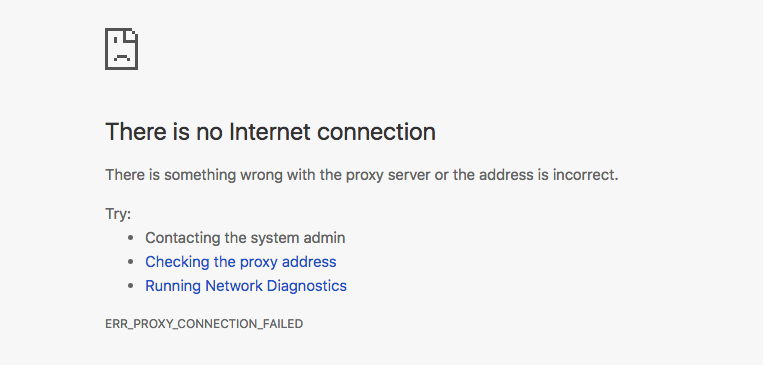 There is no Internet connection
There is something wrong with the proxy server or the address is incorrect.
Try:
• Contacting the system admin
• Checking the proxy address
• Running Network Diagnostics
ERR_PROXY_CONNECTION_FAILED